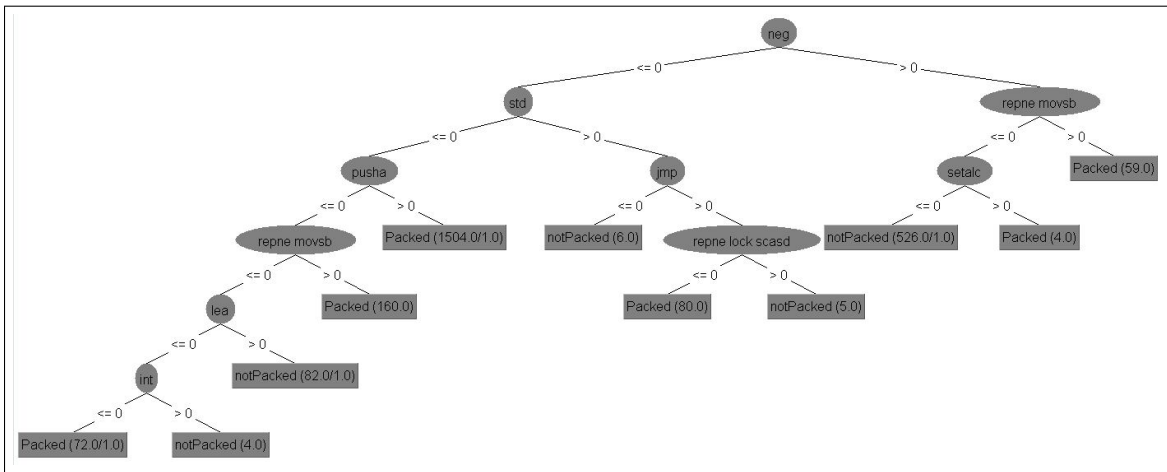 neg
<= 0 > 0
std repne movsb
<= 0 > 0 <= 0 > 0
pusha jmp setalc Packed (59.0)
<= 0 > 0 <= 0 > 0 <= 0 > 0
repne movsb Packed (1504.0/1.0) notPacked (6.0) repne lock scasd notPacked (526.0/1.0) Packed (4.0)
<= 0 > 0 <= 0 > 0
lea Packed (160.0) Packed (80.0) notPacked (5.0)
<= 0 > 0
int notPacked (82.0/1.0)
<= 0 > 0
Packed (72.0/1.0) notPacked (4.0)